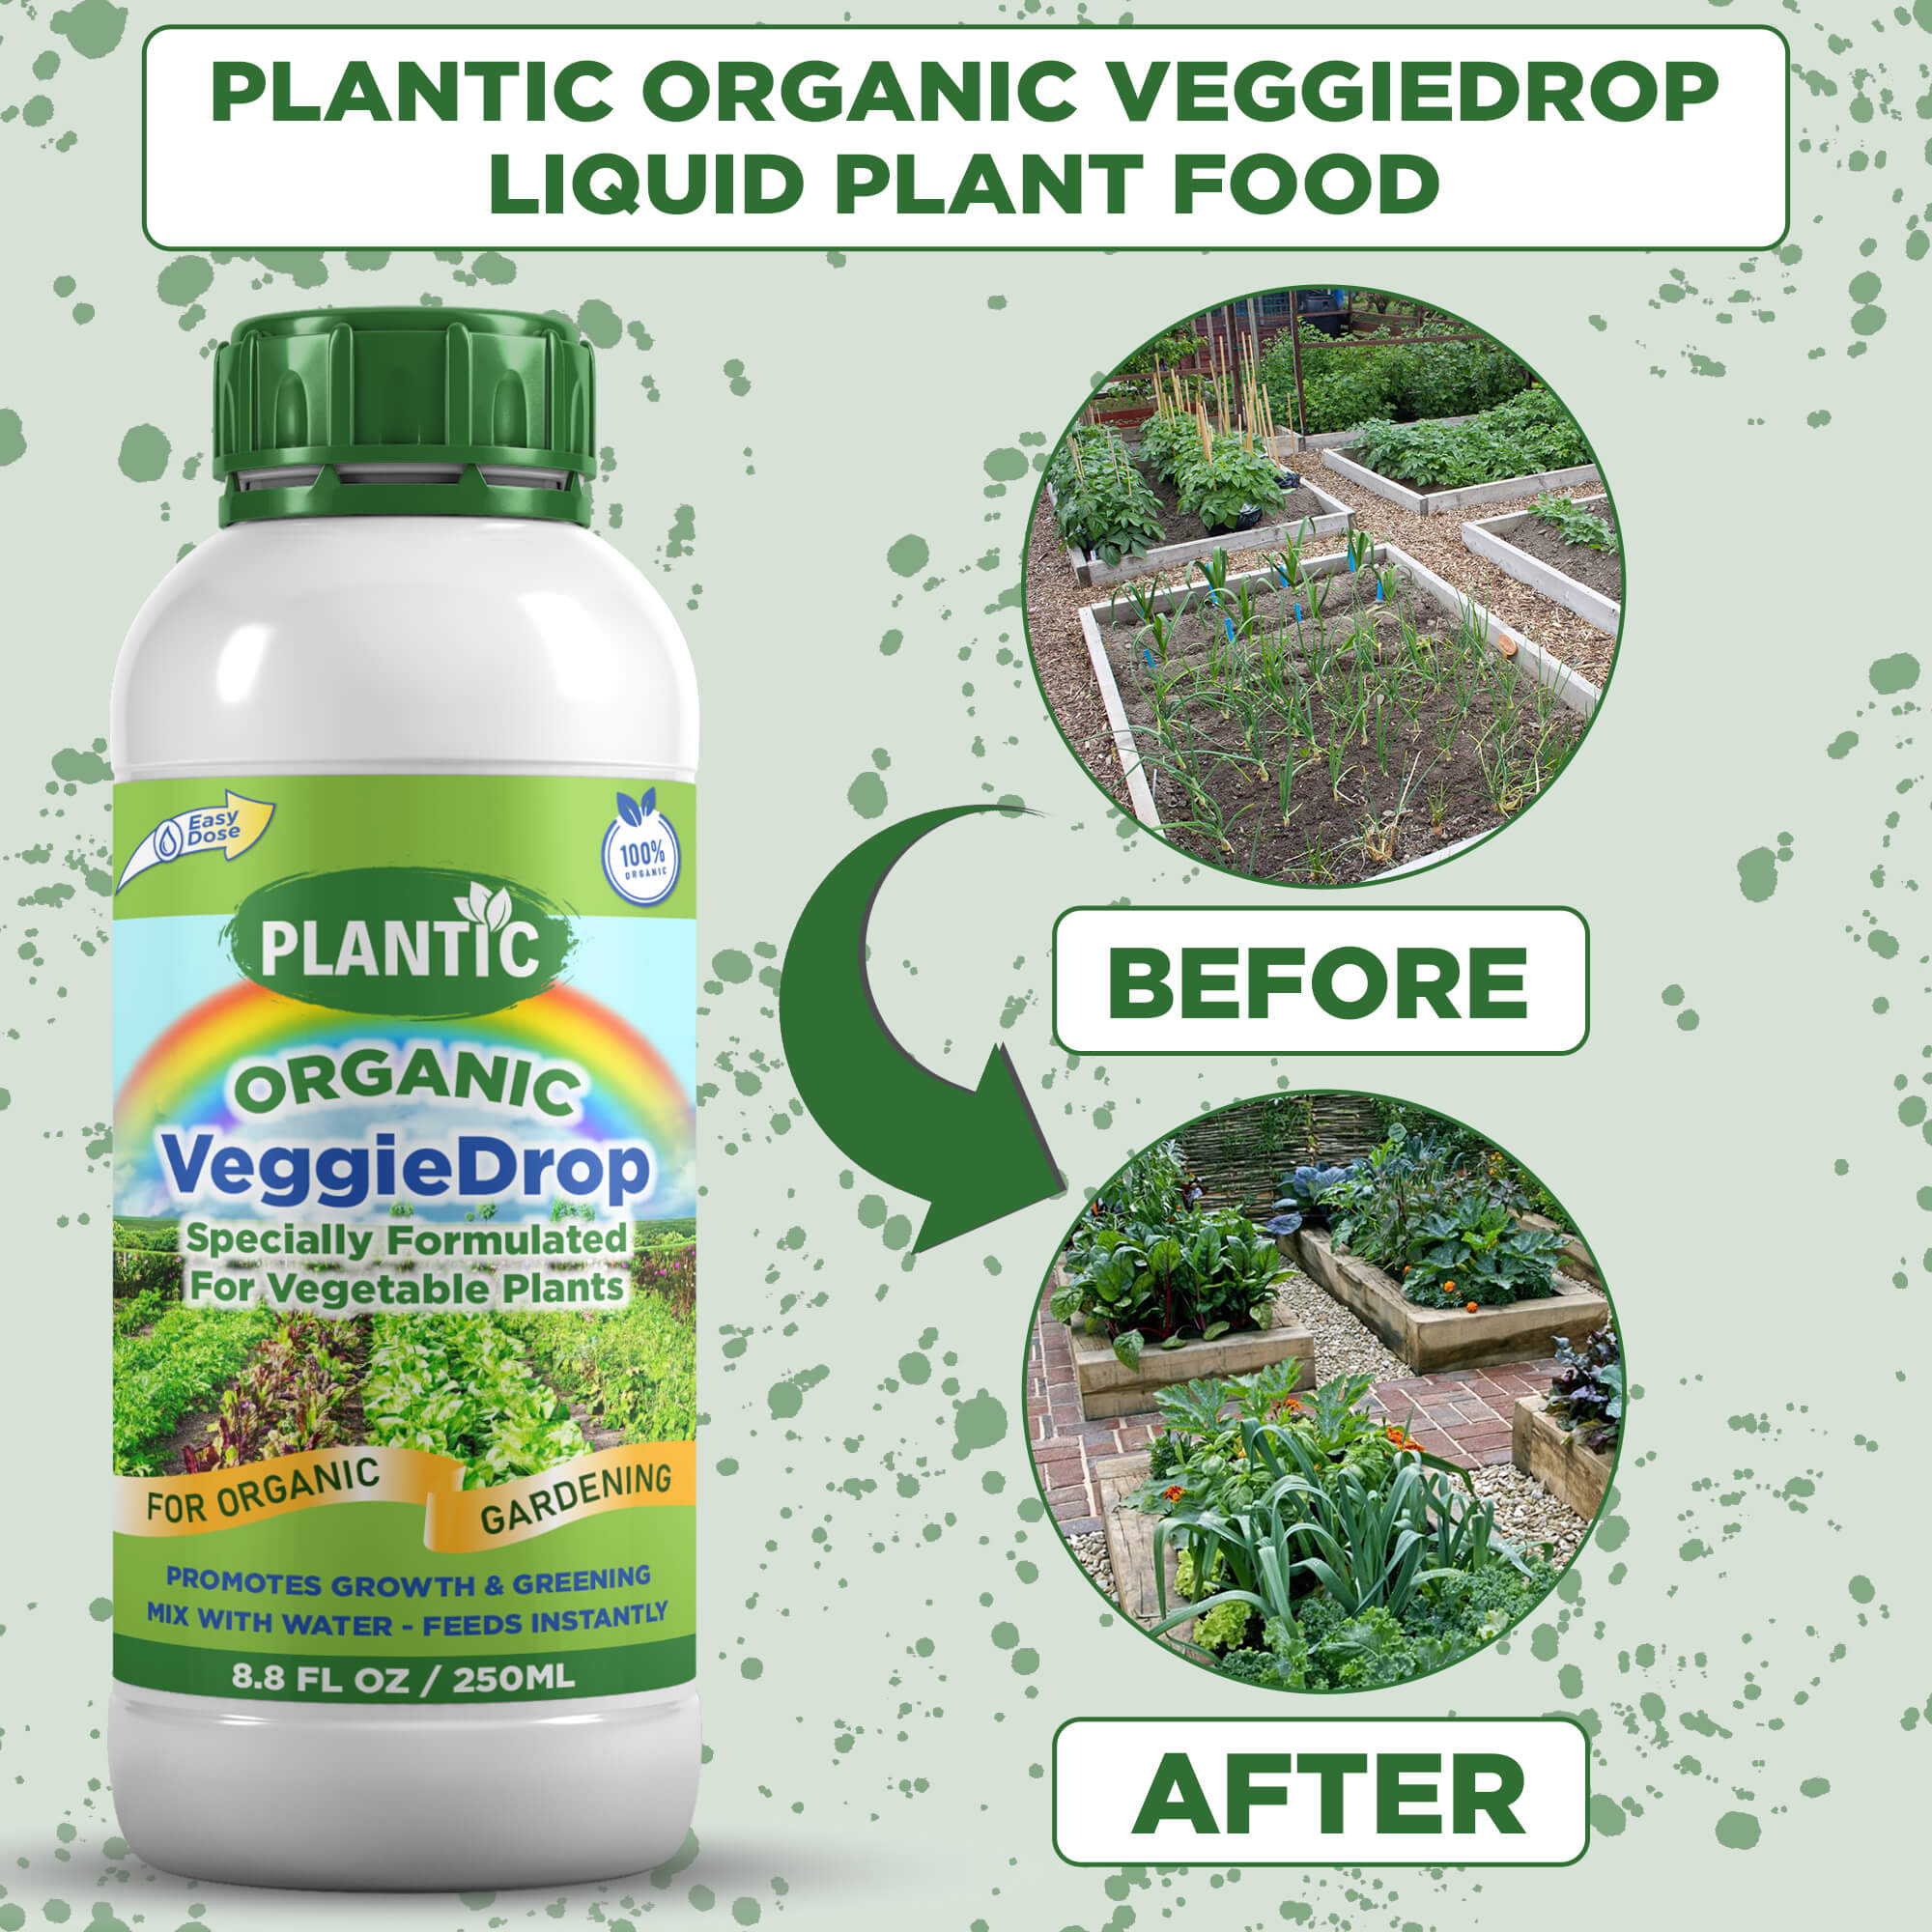 PLANTIC ORGANIC VEGGIEDROP
LIQUID PLANT FOOD
Easy
Dose
100%
ORGANIC
PLANTIC
ORGANIC
VeggieDrop
Specially Formulated
For Vegetable Plants
FOR ORGANIC GARDENING
PROMOTES GROWTH & GREENING
MIX WITH WATER - FEEDS INSTANTLY
8.8 FL OZ / 250ML
BEFORE
AFTER